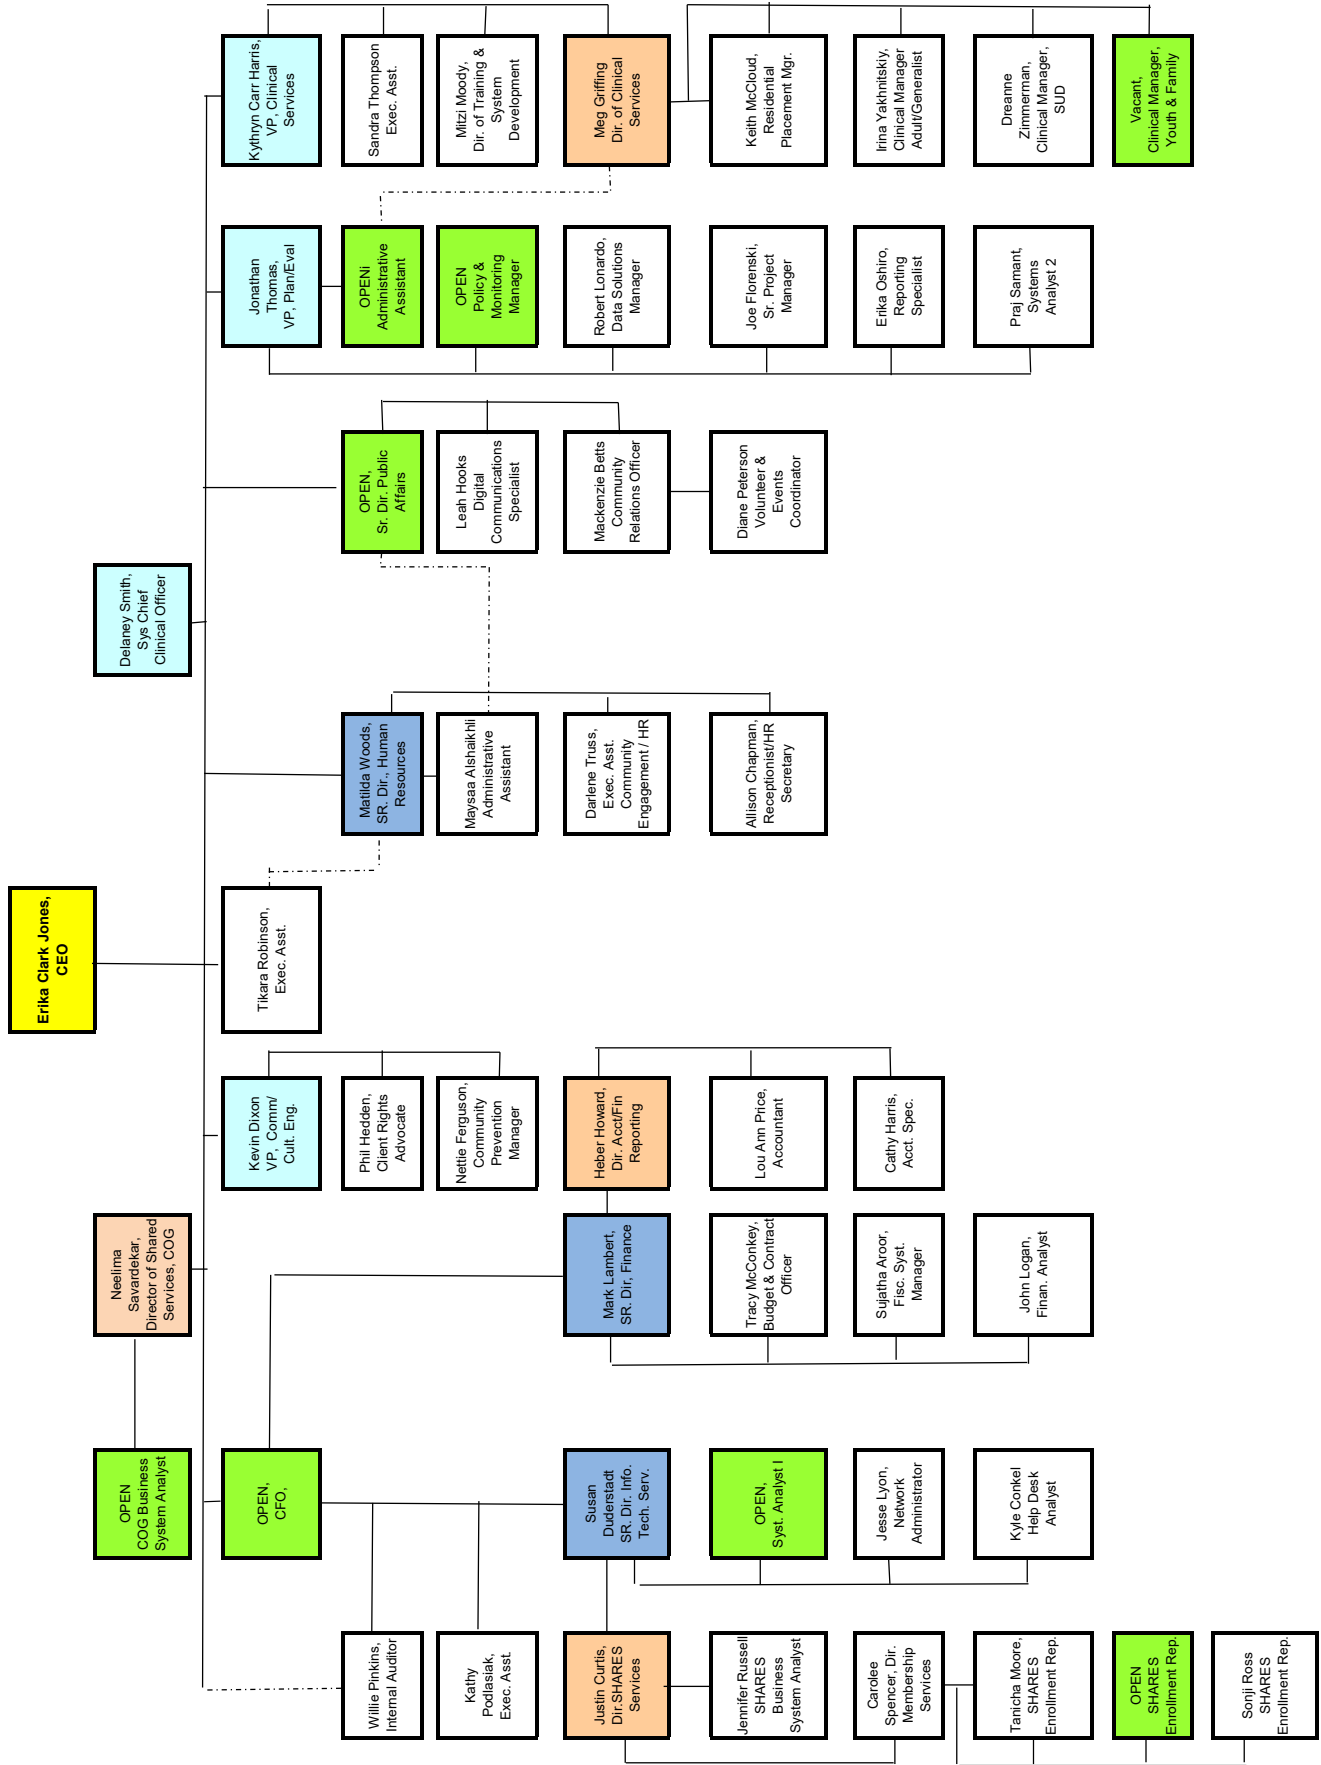 Erika Clark Jones,
CEO
OPEN
COG Business
System Analyst
Neelima
Savardekar,
Director of Shared
Services, COG
Delaney Smith,
Sys Chief
Clinical Officer
OPEN,
CFO,
Kevin Dixon
VP, Comm/
Cult. Eng.
Tikara Robinson,
Exec. Asst.
Jonathan
Thomas,
VP, Plan/Eval
Kythryn Carr Harris,
VP, Clinical
Services
Willie Pinkins,
Internal Auditor
Phil Hedden,
Client Rights
Advocate
Matilda Woods,
SR. Dir., Human
Resources
OPEN,
Sr. Dir. Public
Affairs
OPENi
Administrative
Assistant
Sandra Thompson
Exec. Asst.
Kathy
Podlasiak,
Exec. Asst.
Nettie Ferguson,
Community
Prevention
Manager
Maysaa Alshaikhli
Administrative
Assistant
Leah Hooks
Digital
Communications
Specialist
OPEN
Policy &
Monitoring
Manager
Mitzi Moody,
Dir. of Training &
System
Development
Justin Curtis,
Dir.SHARES
Services
Susan
Duderstadt
SR. Dir. Info.
Tech. Serv.
Mark Lambert,
SR. Dir, Finance
Heber Howard,
Dir. Acct/Fin
Reporting
Darlene Truss,
Exec. Asst.
Community
Engagement / HR
Mackenzie Betts
Community
Relations Officer
Robert Lonardo,
Data Solutions
Manager
Meg Griffing
Dir. of Clinical
Services
Jennifer Russell
SHARES
Business
System Analyst
OPEN,
Syst. Analyst I
Tracy McConkey,
Budget & Contract
Officer
Lou Ann Price,
Accountant
Allison Chapman,
Receptionist/HR
Secretary
Diane Peterson
Volunteer &
Events
Coordinator
Joe Florenski,
Sr. Project
Manager
Keith McCloud,
Residential
Placement Mgr.
Carolee
Spencer, Dir.
Membership
Services
Jesse Lyon,
Network
Administrator
Sujatha Aroor,
Fisc. Syst.
Manager
Cathy Harris,
Acct. Spec.
Erika Oshiro,
Reporting
Specialist
Irina Yakhnitskiy,
Clinical Manager
Adult/Generalist
Tanicha Moore,
SHARES
Enrollment Rep.
Kyle Conkel
Help Desk
Analyst
John Logan,
Finan. Analyst
Praj Samant,
Systems
Analyst 2
Dreanne
Zimmerman,
Clinical Manager,
SUD
OPEN
SHARES
Enrollment Rep.
Vacant,
Clinical Manager,
Youth & Family
Sonji Ross
SHARES
Enrollment Rep.